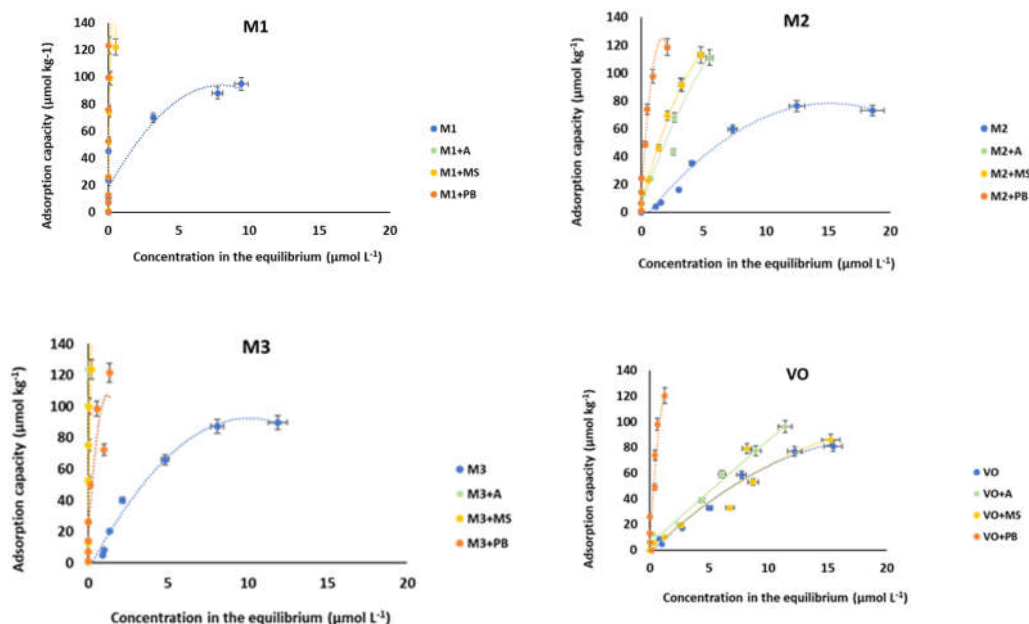 M1
Adsorption capacity (µmol kg-1)
140
120
100
80
60
40
20
0
0 5 10 15 20
Concentration in the equilibrium (µmol L⁻¹)
M1
M1+A
M1+MS
M1+PB
M2
Adsorption capacity (µmol kg⁻¹)
140
120
100
80
60
40
20
0
0 5 10 15 20
Concentration in the equilibrium (µmol L⁻¹)
M2
M2+A
M2+MS
M2+PB
M3
Adsorption capacity (µmol kg⁻¹)
140
120
100
80
60
40
20
0
0 5 10 15 20
Concentration in the equilibrium (µmol L⁻¹)
M3
M3+A
M3+MS
M3+PB
VO
Adsorption capacity (µmol kg⁻¹)
140
120
100
80
60
40
20
0
0 5 10 15 20
Concentration in the equilibrium (µmol L⁻¹)
VO
VO+A
VO+MS
VO+PB